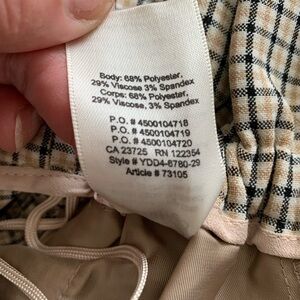 Body: 68% Polyester,
29% Viscose, 3% Spandex
Corps: 68% Polyester,
29% Viscose, 3% Spandex
P.O. # 4500104718
P.O. # 4500104719
P.O. # 4500104720
CA 23725 RN 122354
Style # YDD4-8780-29
Article # 73105